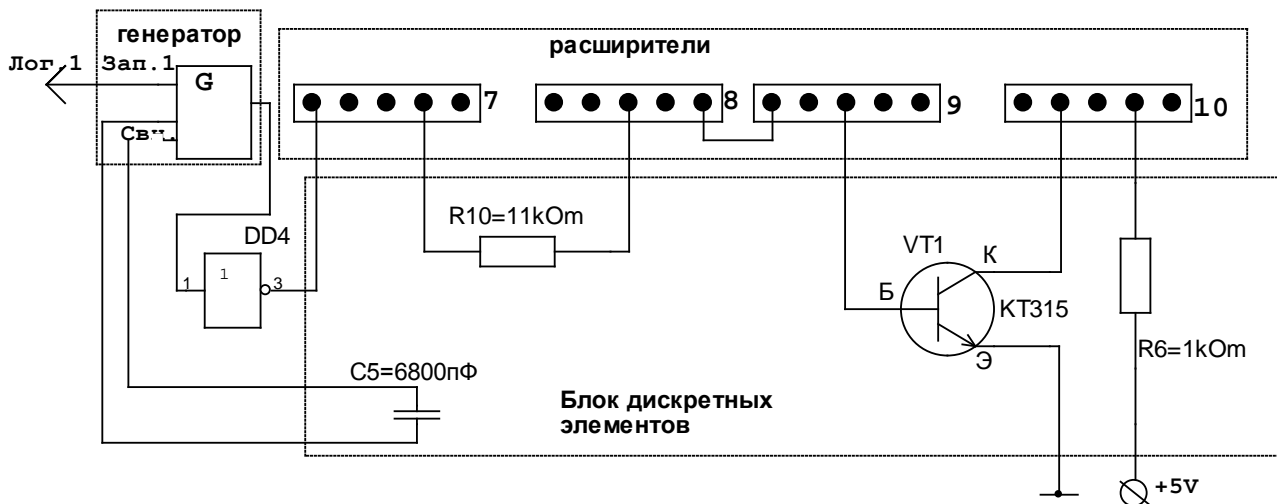 генератор
расширители
Лог.1 Зап.1
G
7
8
9
10
R10=11kOm
DD4
1
1
3
VT1
К
Б
KT315
Э
R6=1kOm
C5=6800пФ
Блок дискретных
элементов
+5V